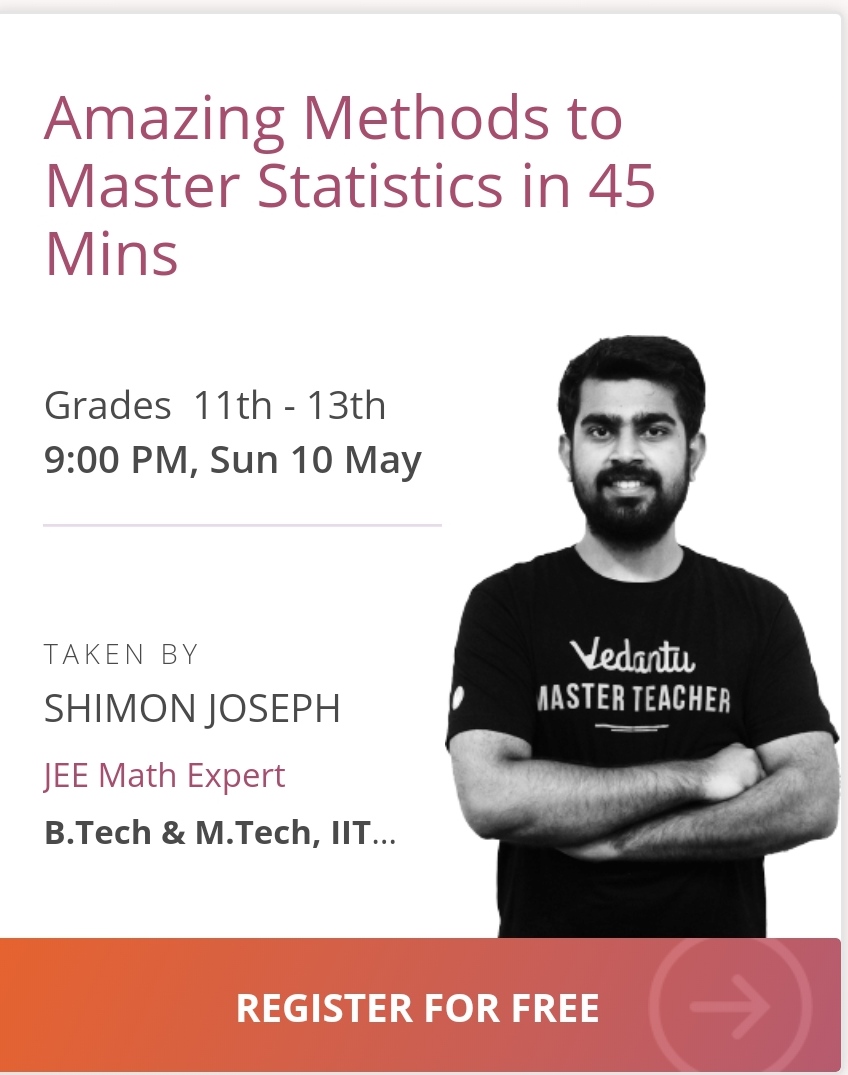 Amazing Methods to
Master Statistics in 45
Mins
Grades 11th - 13th
9:00 PM, Sun 10 May
TAKEN BY
SHIMON JOSEPH
JEE Math Expert
B.Tech & M.Tech, IIT...
Vedantu
MASTER TEACHER
REGISTER FOR FREE